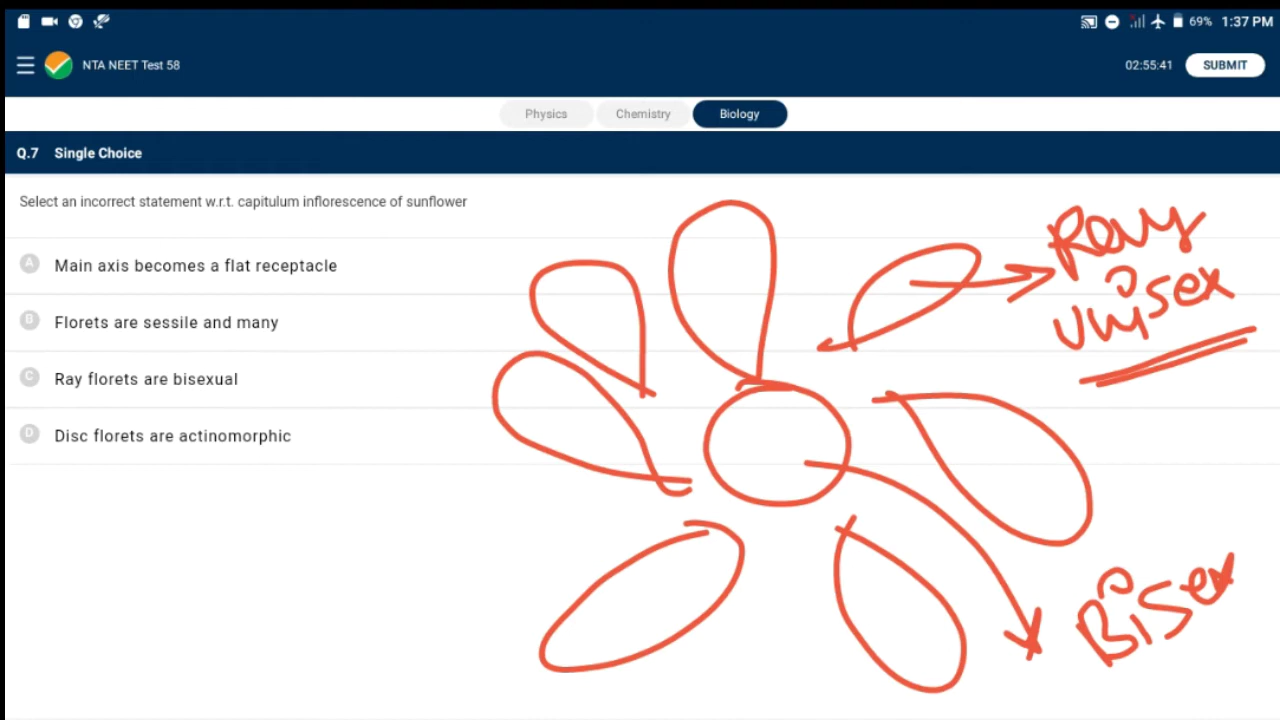 69% 1:37 PM
NTA NEET Test 58
02:55:41 SUBMIT
Physics Chemistry Biology
Q.7 Single Choice
Select an incorrect statement w.r.t. capitulum inflorescence of sunflower
A Main axis becomes a flat receptacle
B Florets are sessile and many
C Ray florets are bisexual
D Disc florets are actinomorphic
Ray
Unisex
Bisex